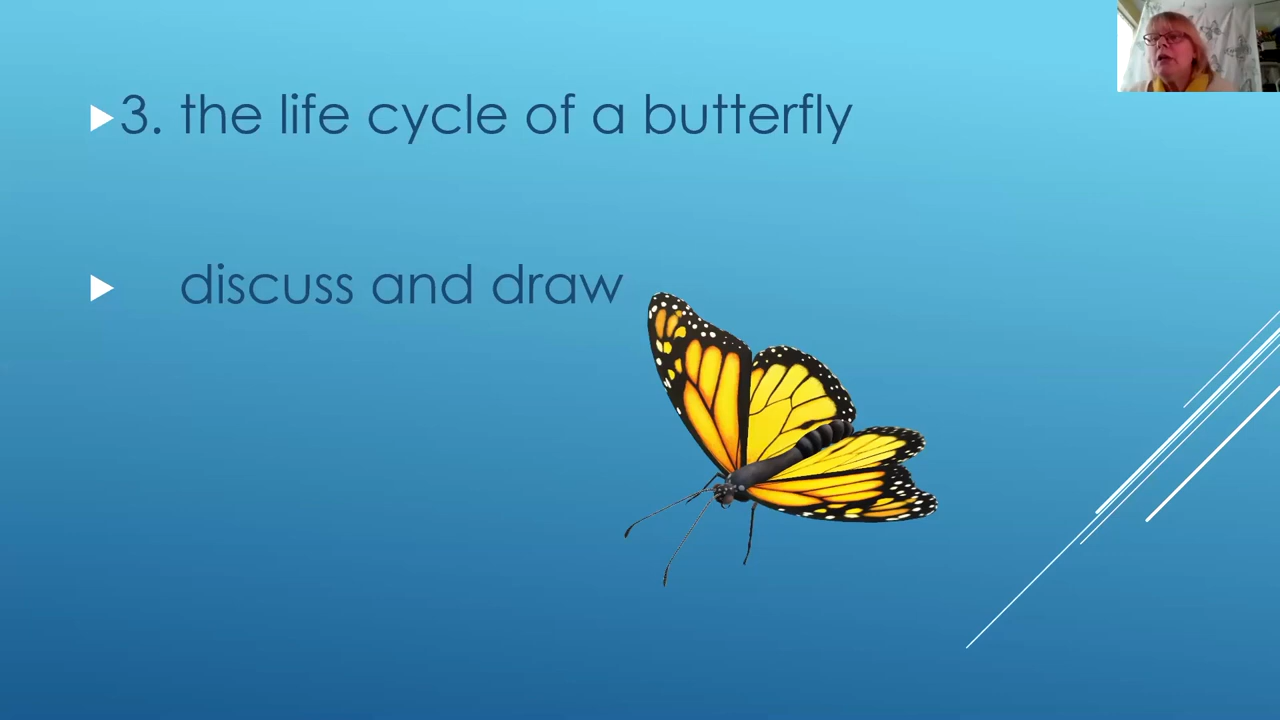 3. the life cycle of a butterfly
discuss and draw